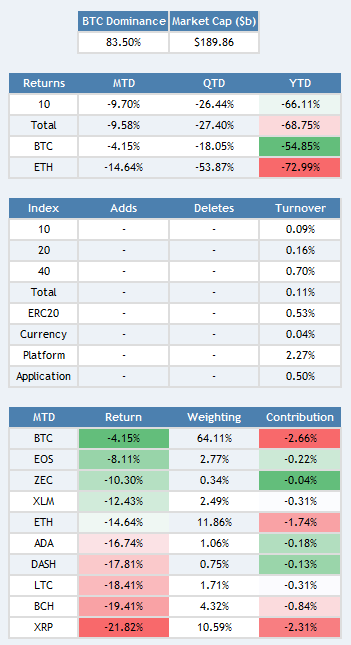 BTC Dominance Market Cap ($b)
83.50% $189.86
Returns MTD QTD YTD
10 -9.70% -26.44% -66.11%
Total -9.58% -27.40% -68.75%
BTC -4.15% -18.05% -54.85%
ETH -14.64% -53.87% -72.99%
Index Adds Deletes Turnover
10 - - 0.09%
20 - - 0.16%
40 - - 0.70%
Total - - 0.11%
ERC20 - - 0.53%
Currency - - 0.04%
Platform - - 2.27%
Application - - 0.50%
MTD Return Weighting Contribution
BTC -4.15% 64.11% -2.66%
EOS -8.11% 2.77% -0.22%
ZEC -10.30% 0.34% -0.04%
XLM -12.43% 2.49% -0.31%
ETH -14.64% 11.86% -1.74%
ADA -16.74% 1.06% -0.18%
DASH -17.81% 0.75% -0.13%
LTC -18.41% 1.71% -0.31%
BCH -19.41% 4.32% -0.84%
XRP -21.82% 10.59% -2.31%